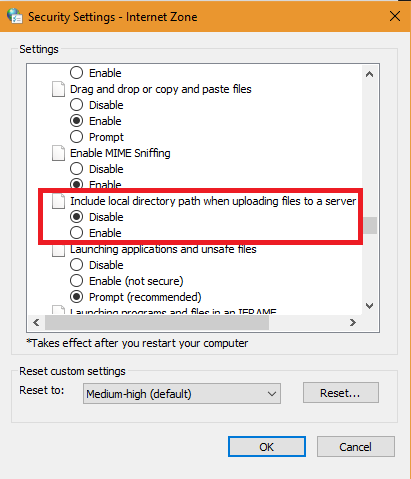 Security Settings - Internet Zone
Settings
Enable
Drag and drop or copy and paste files
Disable
Enable
Prompt
Enable MIME Sniffing
Disable
Enable
Include local directory path when uploading files to a server
Disable
Enable
Launching applications and unsafe files
Disable
Enable (not secure)
Prompt (recommended)
Launching programs and files in an IFRAME
*Takes effect after you restart your computer
Reset custom settings
Reset to:
Medium-high (default)
Reset...
OK
Cancel